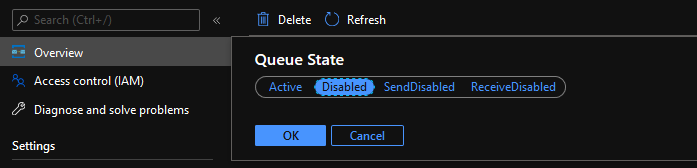 Search (Ctrl+/)
«
Delete
Refresh
Overview
Access control (IAM)
Diagnose and solve problems
Settings
Queue State
Active
Disabled
SendDisabled
ReceiveDisabled
OK
Cancel